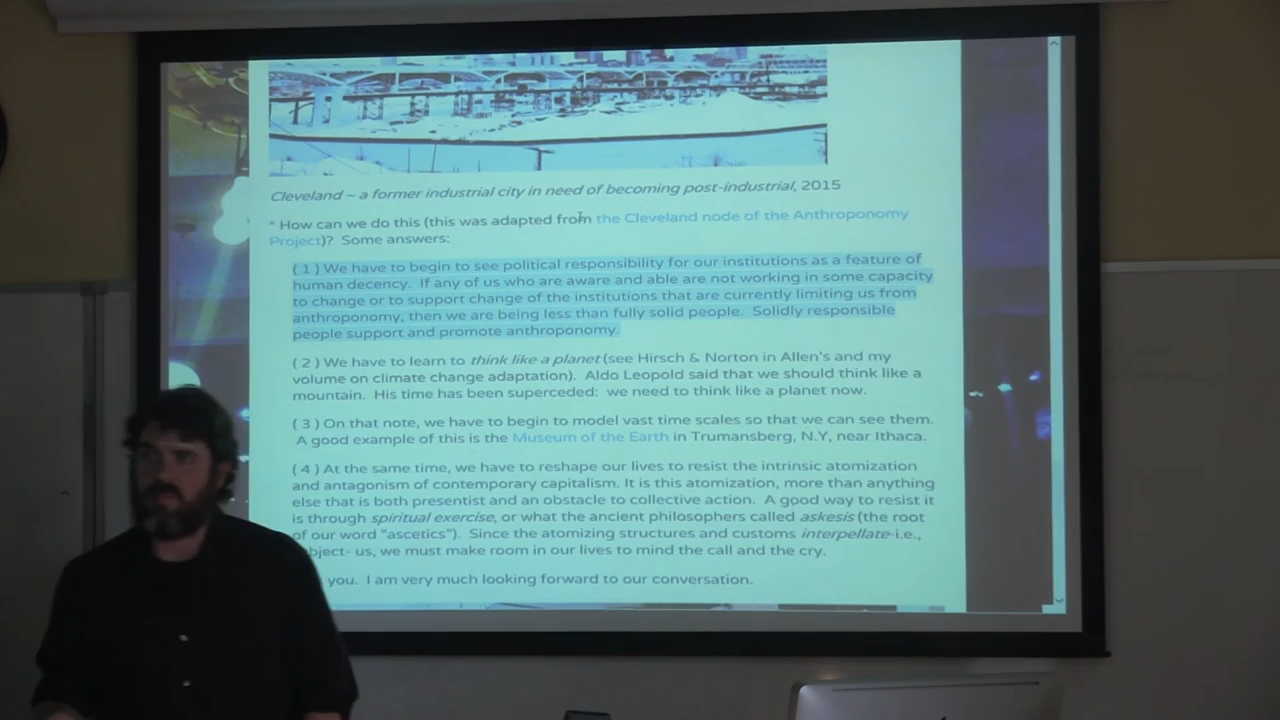 Cleveland ~ a former industrial city in need of becoming post-industrial, 2015
* How can we do this (this was adapted from the Cleveland node of the Anthroponomy
Project)? Some answers:
( 1 ) We have to begin to see political responsibility for our institutions as a feature of
human decency. If any of us who are aware and able are not working in some capacity
to change or to support change of the institutions that are currently limiting us from
anthroponomy, then we are being less than fully solid people. Solidly responsible
people support and promote anthroponomy.
( 2 ) We have to learn to think like a planet (see Hirsch & Norton in Allen's and my
volume on climate change adaptation). Aldo Leopold said that we should think like a
mountain. His time has been superceded: we need to think like a planet now.
( 3 ) On that note, we have to begin to model vast time scales so that we can see them.
A good example of this is the Museum of the Earth in Trumansberg, N.Y, near Ithaca.
( 4 ) At the same time, we have to reshape our lives to resist the intrinsic atomization
and antagonism of contemporary capitalism. It is this atomization, more than anything
else that is both presentist and an obstacle to collective action. A good way to resist it
is through spiritual exercise, or what the ancient philosophers called askesis (the root
of our word "ascetics"). Since the atomizing structures and customs interpellate-i.e.,
bject- us, we must make room in our lives to mind the call and the cry.
you. I am very much looking forward to our conversation.